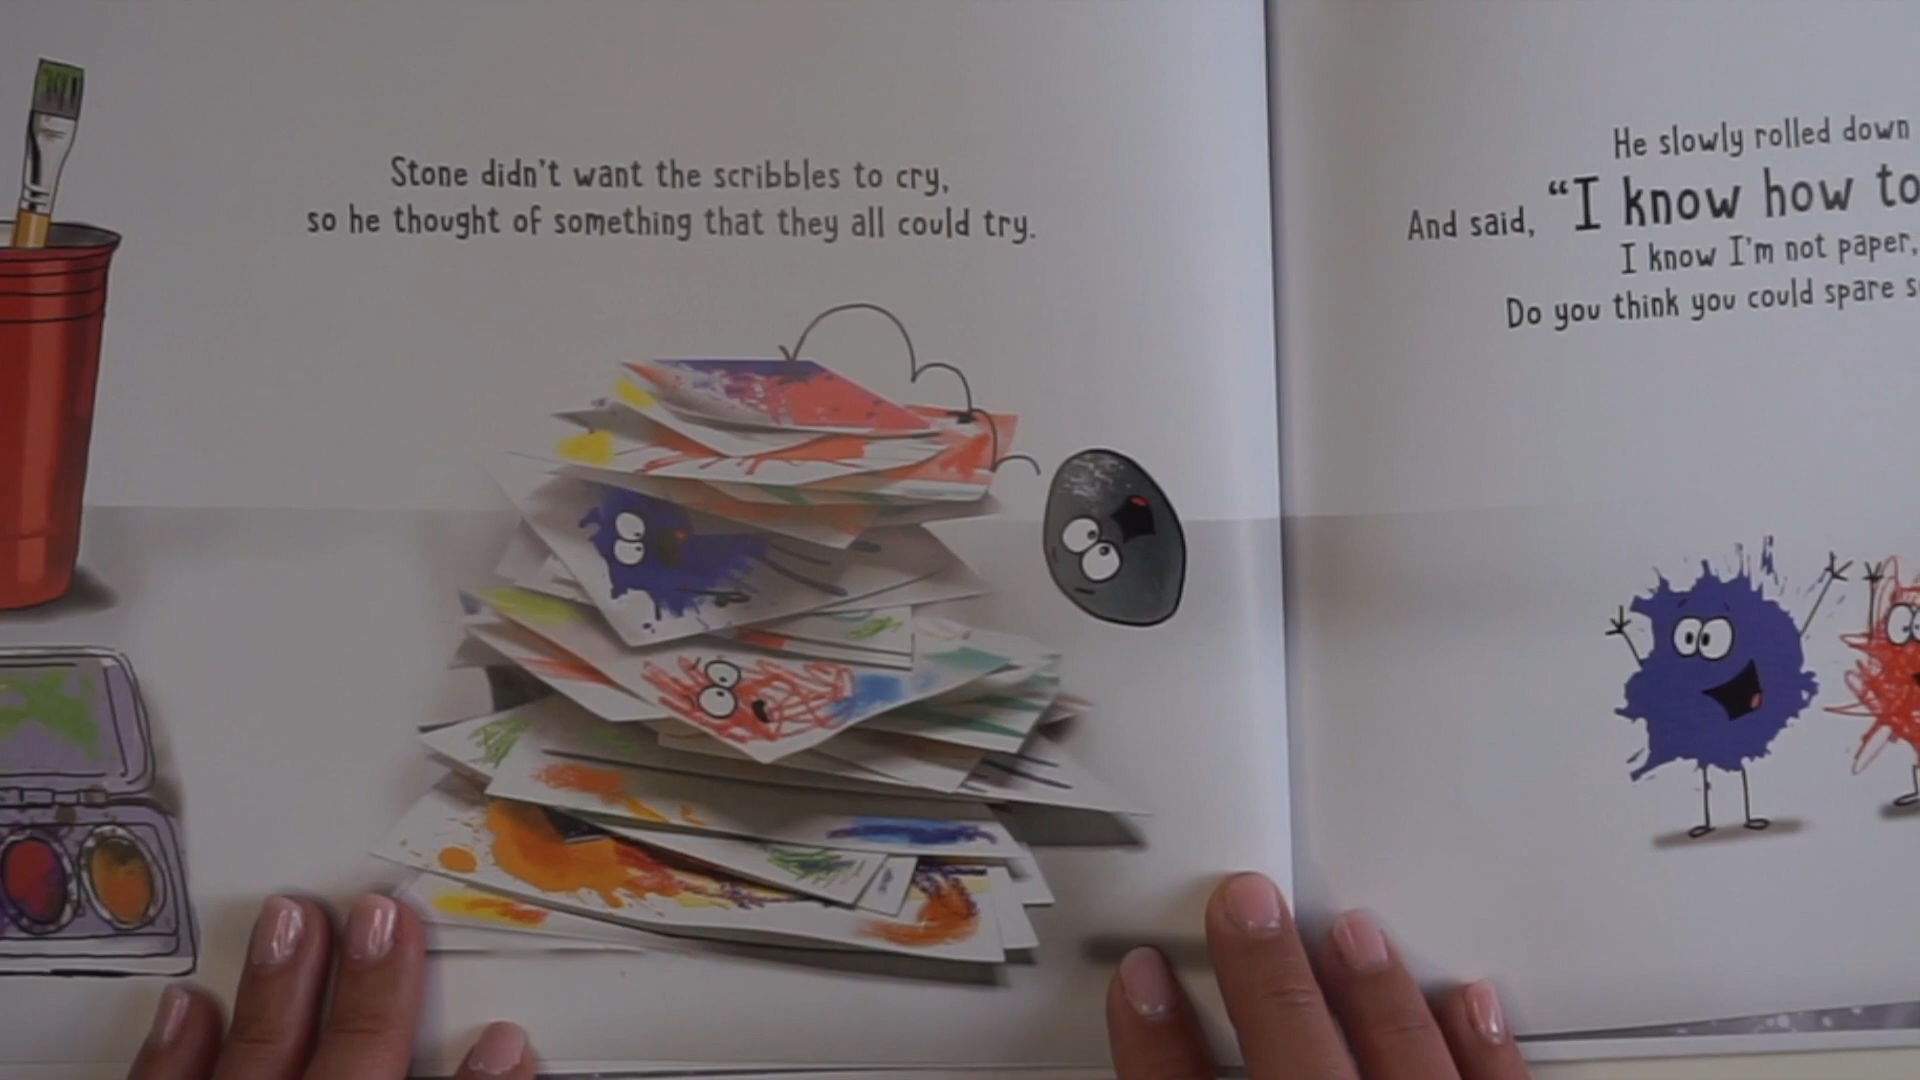 Stone didn't want the scribbles to cry,
so he thought of something that they all could try.
He slowly rolled down
And said, "I know how to
I know I'm not paper,
Do you think you could spare